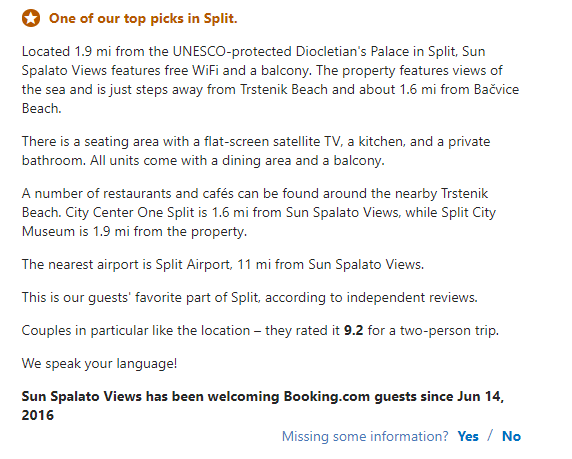 One of our top picks in Split.
Located 1.9 mi from the UNESCO-protected Diocletian's Palace in Split, Sun
Spalato Views features free WiFi and a balcony. The property features views of
the sea and is just steps away from Trstenik Beach and about 1.6 mi from Bačvice
Beach.
There is a seating area with a flat-screen satellite TV, a kitchen, and a private
bathroom. All units come with a dining area and a balcony.
A number of restaurants and cafés can be found around the nearby Trstenik
Beach. City Center One Split is 1.6 mi from Sun Spalato Views, while Split City
Museum is 1.9 mi from the property.
The nearest airport is Split Airport, 11 mi from Sun Spalato Views.
This is our guests' favorite part of Split, according to independent reviews.
Couples in particular like the location – they rated it 9.2 for a two-person trip.
We speak your language!
Sun Spalato Views has been welcoming Booking.com guests since Jun 14,
2016
Missing some information? Yes / No